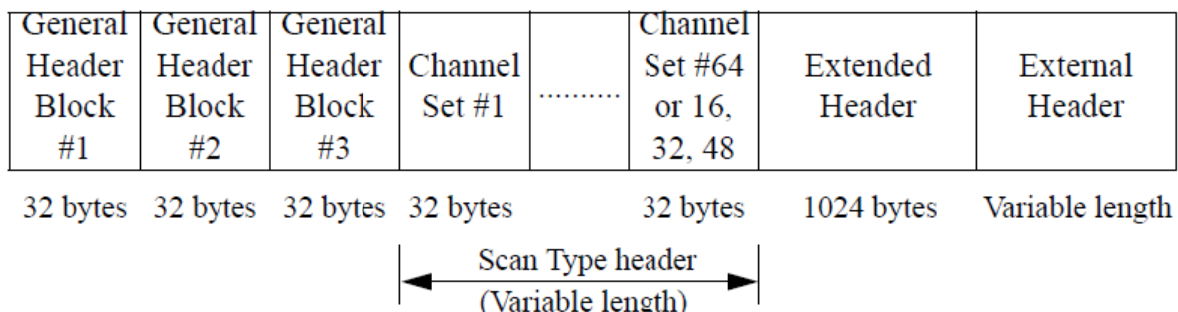 General
Header
Block
#1
General
Header
Block
#2
General
Header
Block
#3
Channel
Set #1
..........
Channel
Set #64
or 16,
32, 48
Extended
Header
External
Header
32 bytes 32 bytes 32 bytes 32 bytes 32 bytes 1024 bytes Variable length
Scan Type header
(Variable length)